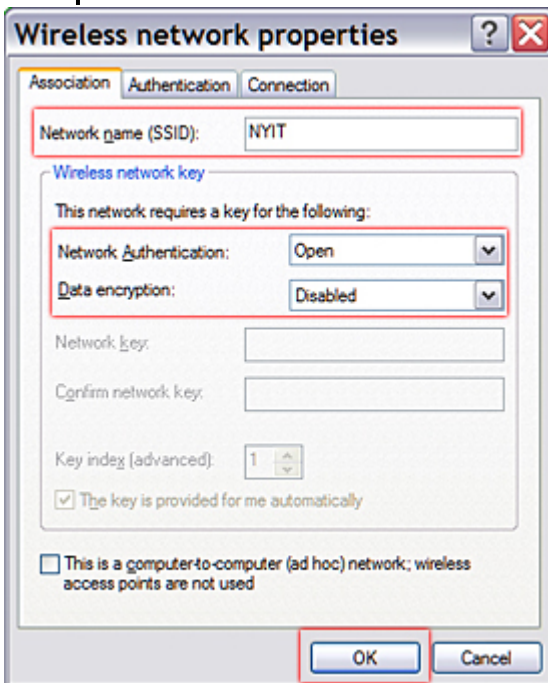 Wireless network properties
Association Authentication Connection
Network name (SSID): NYIT
Wireless network key
This network requires a key for the following:
Network Authentication: Open
Data encryption: Disabled
Network key:
Confirm network key:
Key index (advanced): 1
The key is provided for me automatically
This is a computer-to-computer (ad hoc) network; wireless
access points are not used
OK Cancel